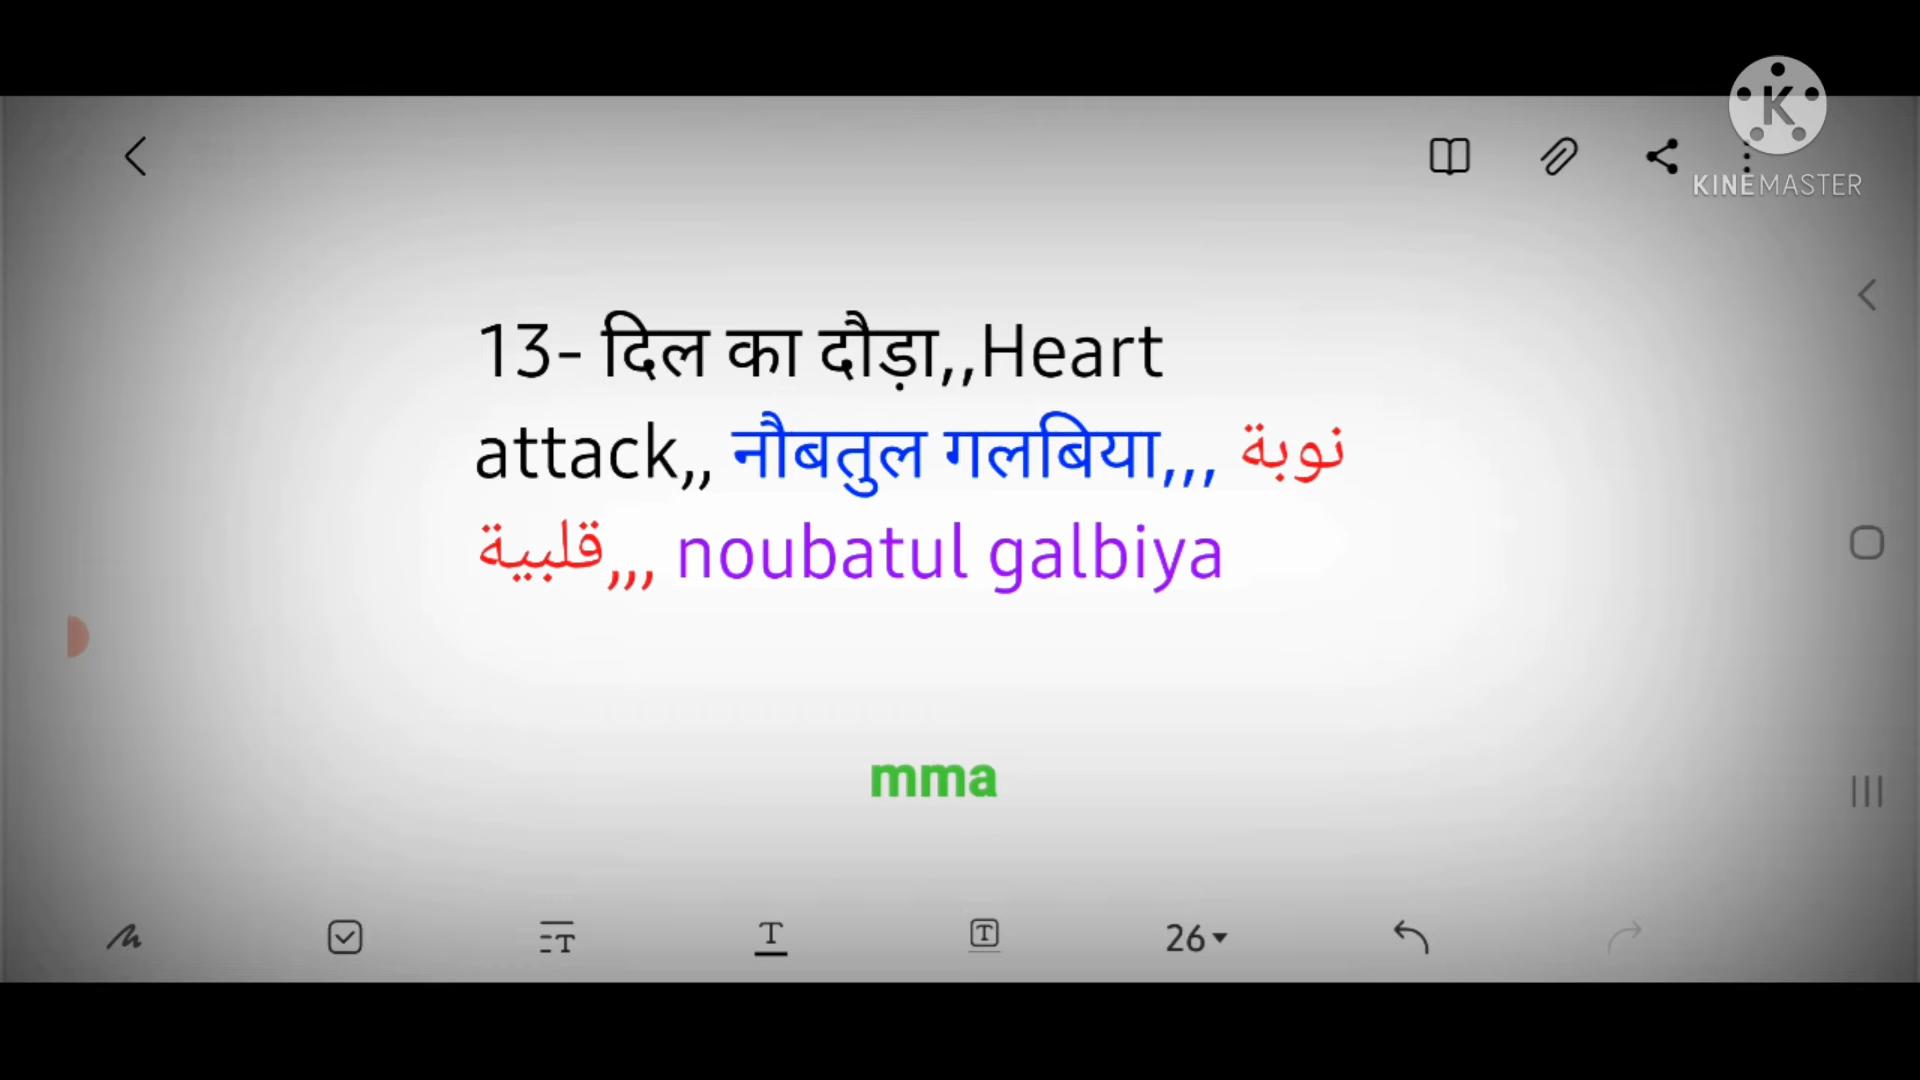 KINEMASTER
13- दिल का दौड़ा,,Heart
attack,, नौबतुल गलबिया,,, نوبة
قلبية,,, noubatul galbiya
mma
26